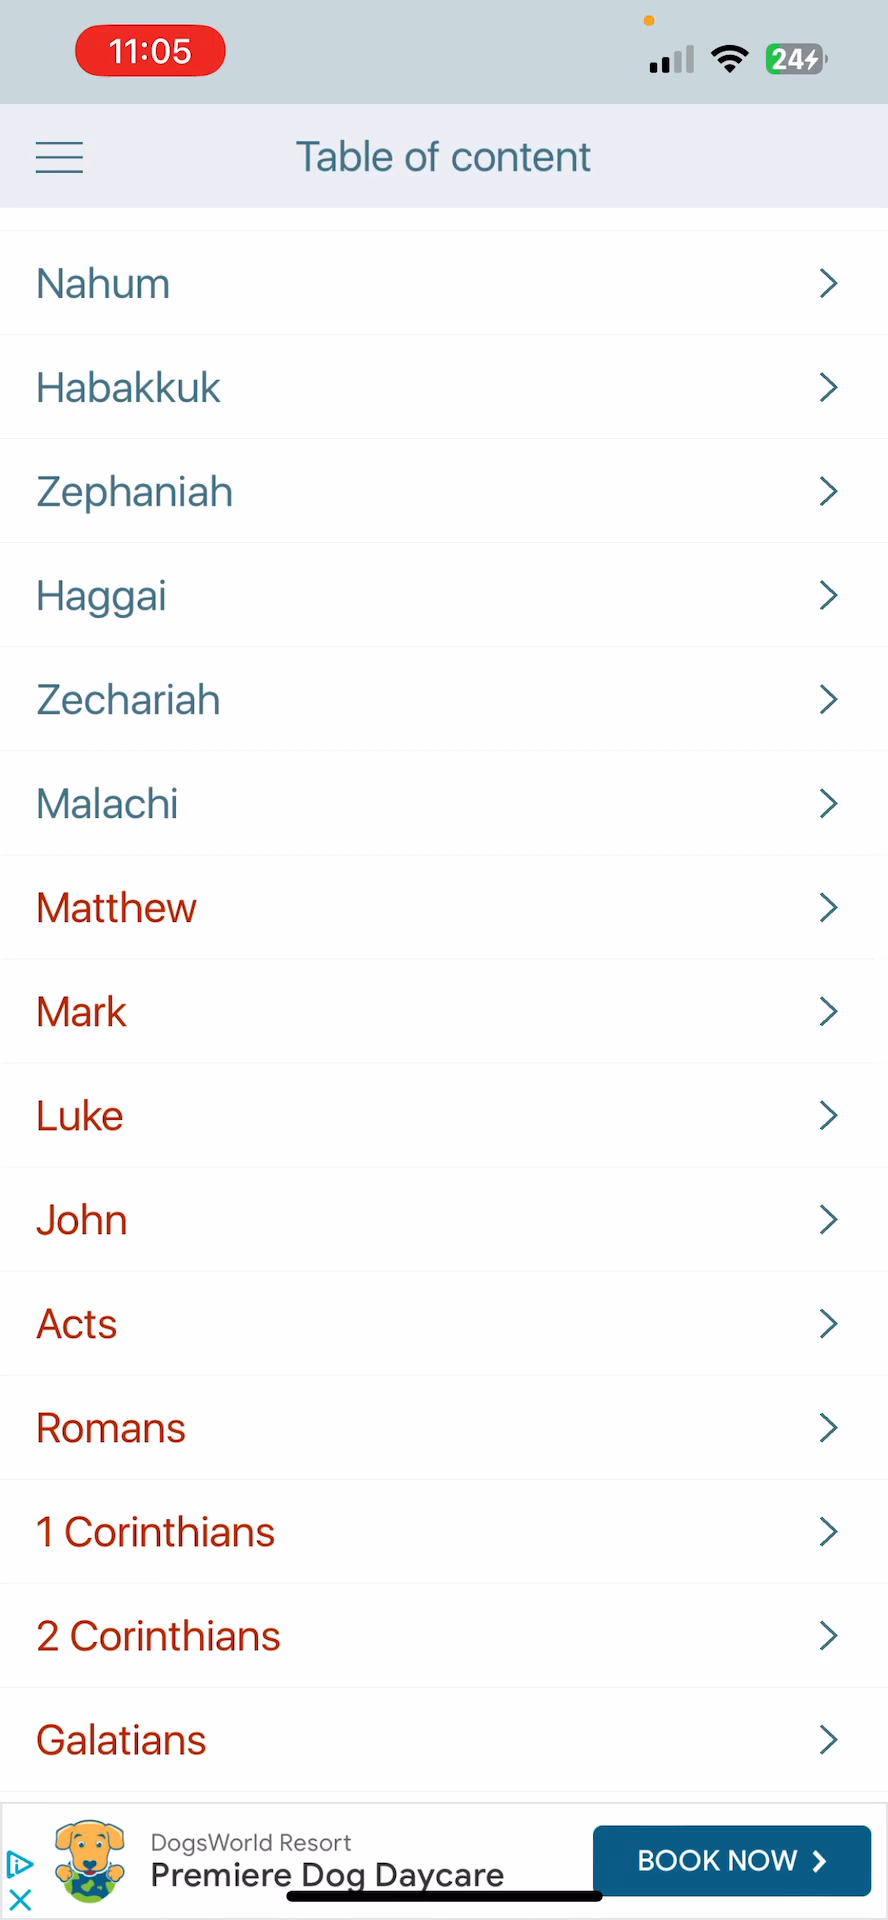 11:05
24
Table of content
Nahum
Habakkuk
Zephaniah
Haggai
Zechariah
Malachi
Matthew
Mark
Luke
John
Acts
Romans
1 Corinthians
2 Corinthians
Galatians
DogsWorld Resort
Premiere Dog Daycare
BOOK NOW